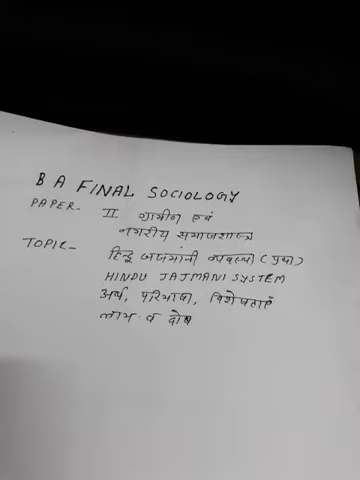 B A FINAL SOCIOLOGY
PAPER- II ग्रामीण एवं
नगरीय समाजशास्त्र
TOPIC- हिन्दू जजमानी व्यवस्था (प्रथा)
HINDU JAJMANI SYSTEM
अर्थ, परिभाषा, विशेषताएं
लाभ व दोष